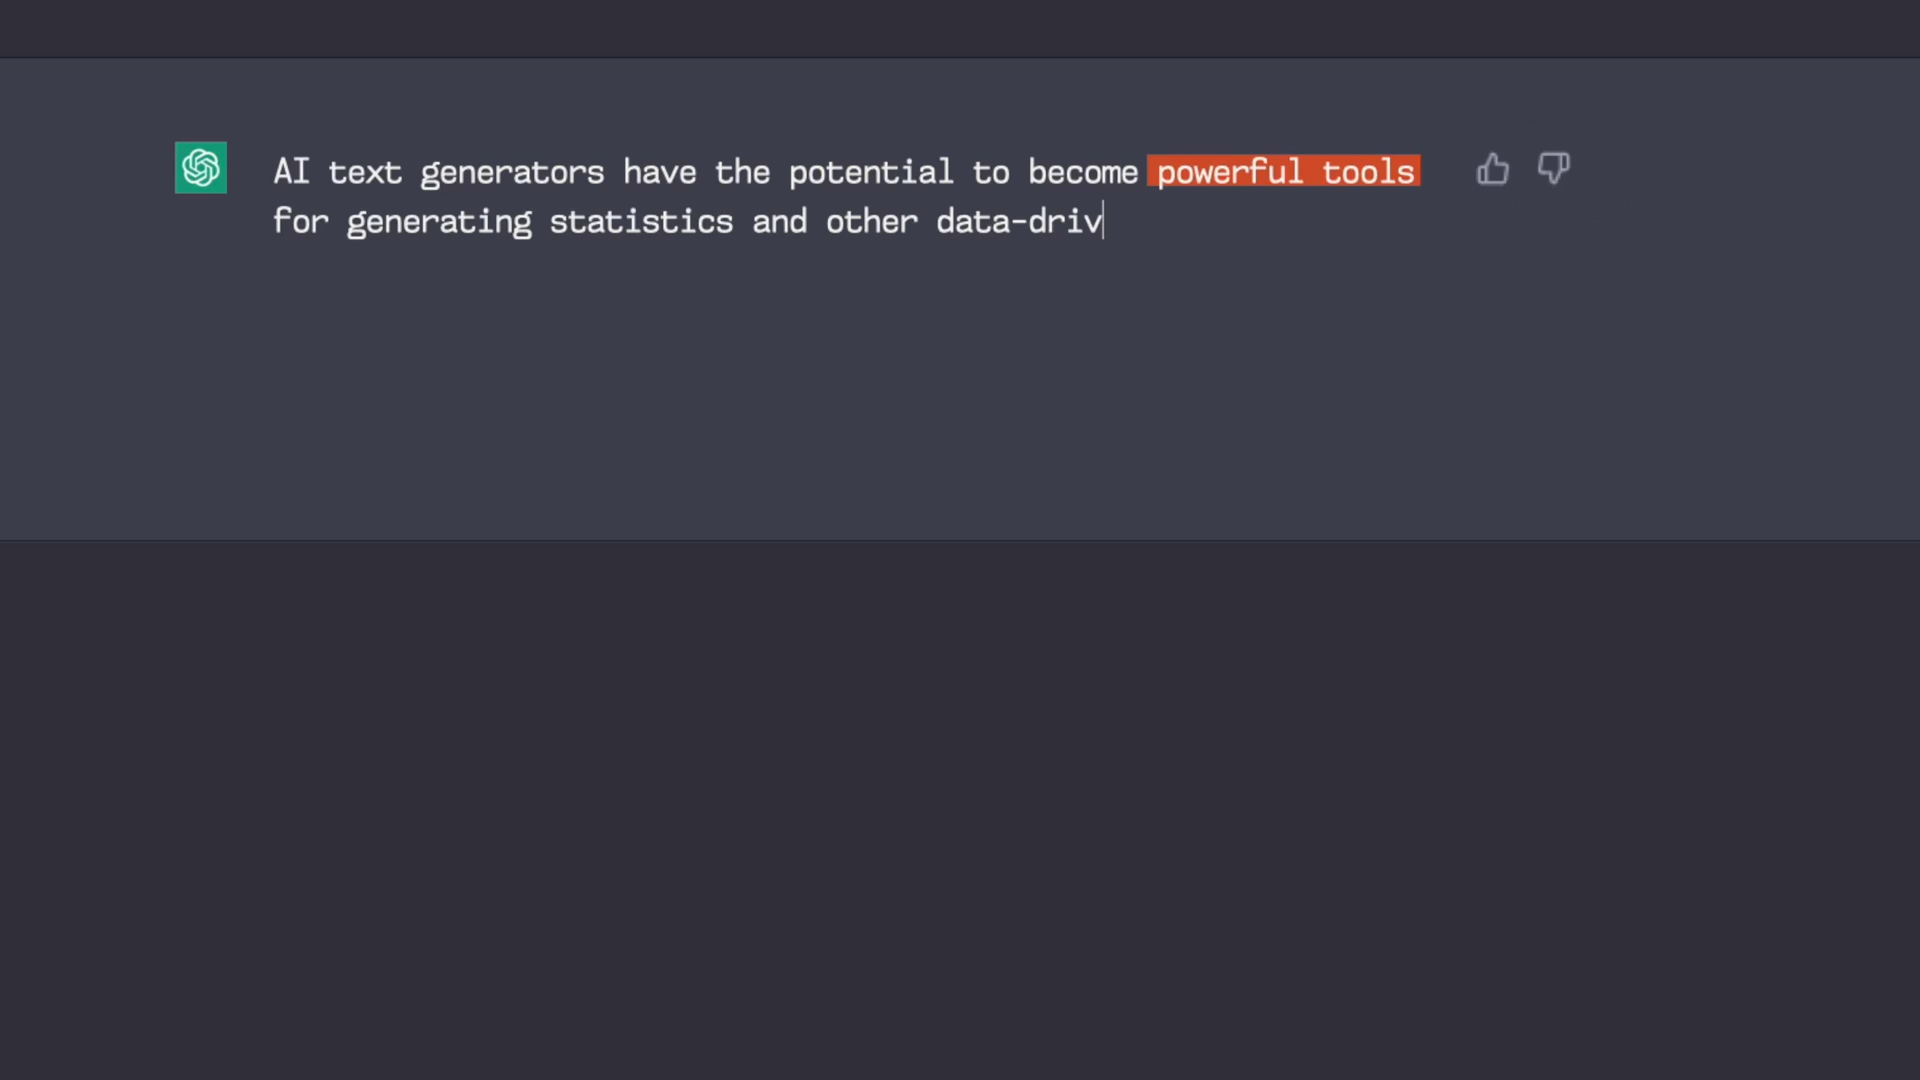 AI text generators have the potential to become powerful tools
for generating statistics and other data-driv